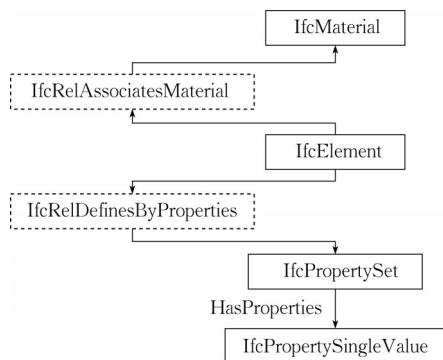 IfcMaterial
IfcRelAssociatesMaterial
IfcElement
IfcRelDefinesByProperties
IfcPropertySet
HasProperties
IfcPropertySingleValue